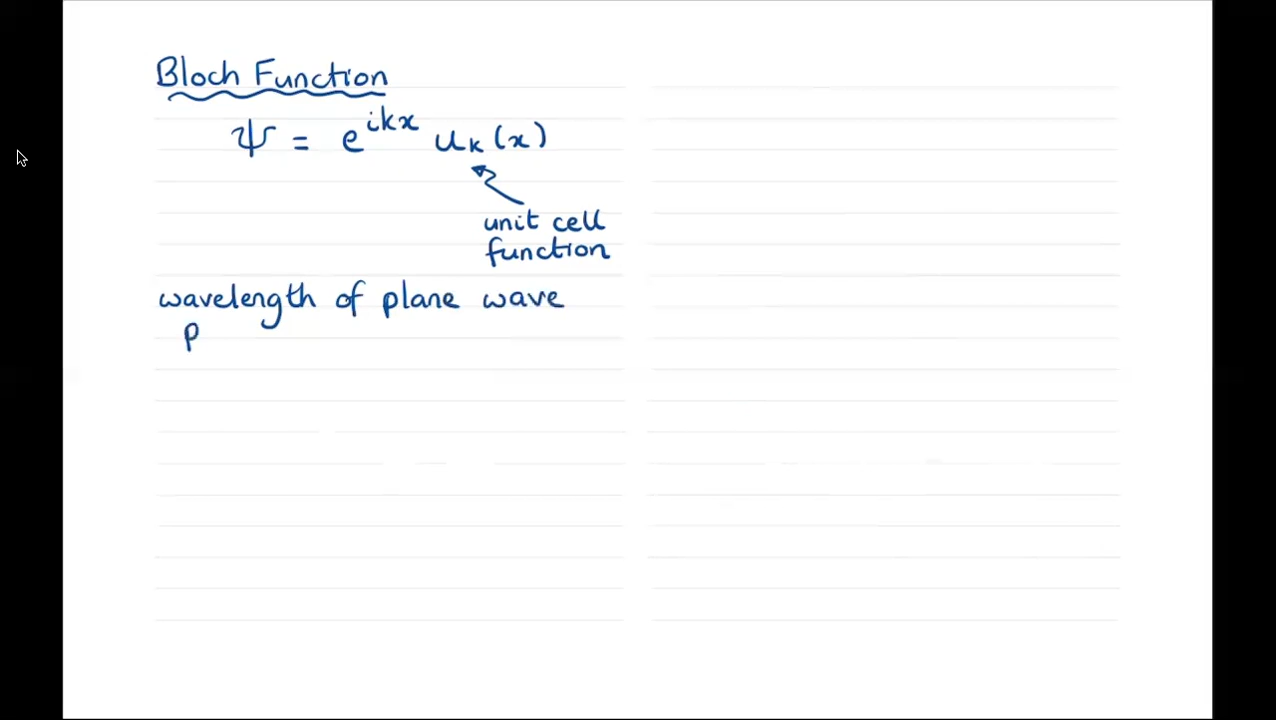 Bloch Function
ψ = e^{ikx} u_k(x)
unit cell
function
wavelength of plane wave
p